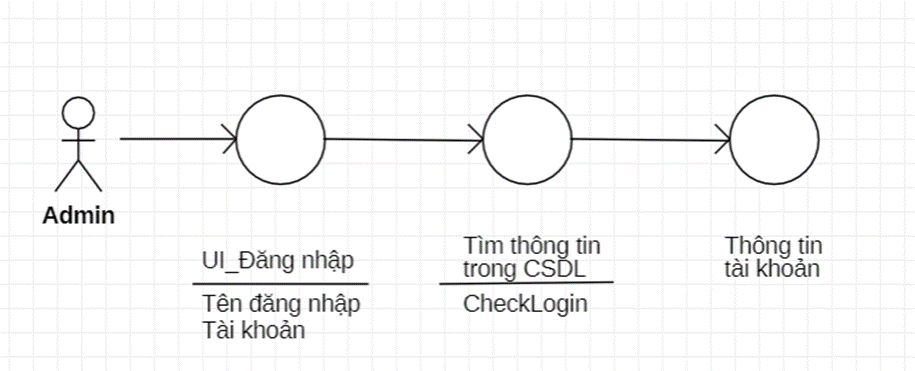 Admin
UI_Đăng nhập
Tên đăng nhập
Tài khoản
Tìm thông tin
trong CSDL
CheckLogin
Thông tin
tài khoản